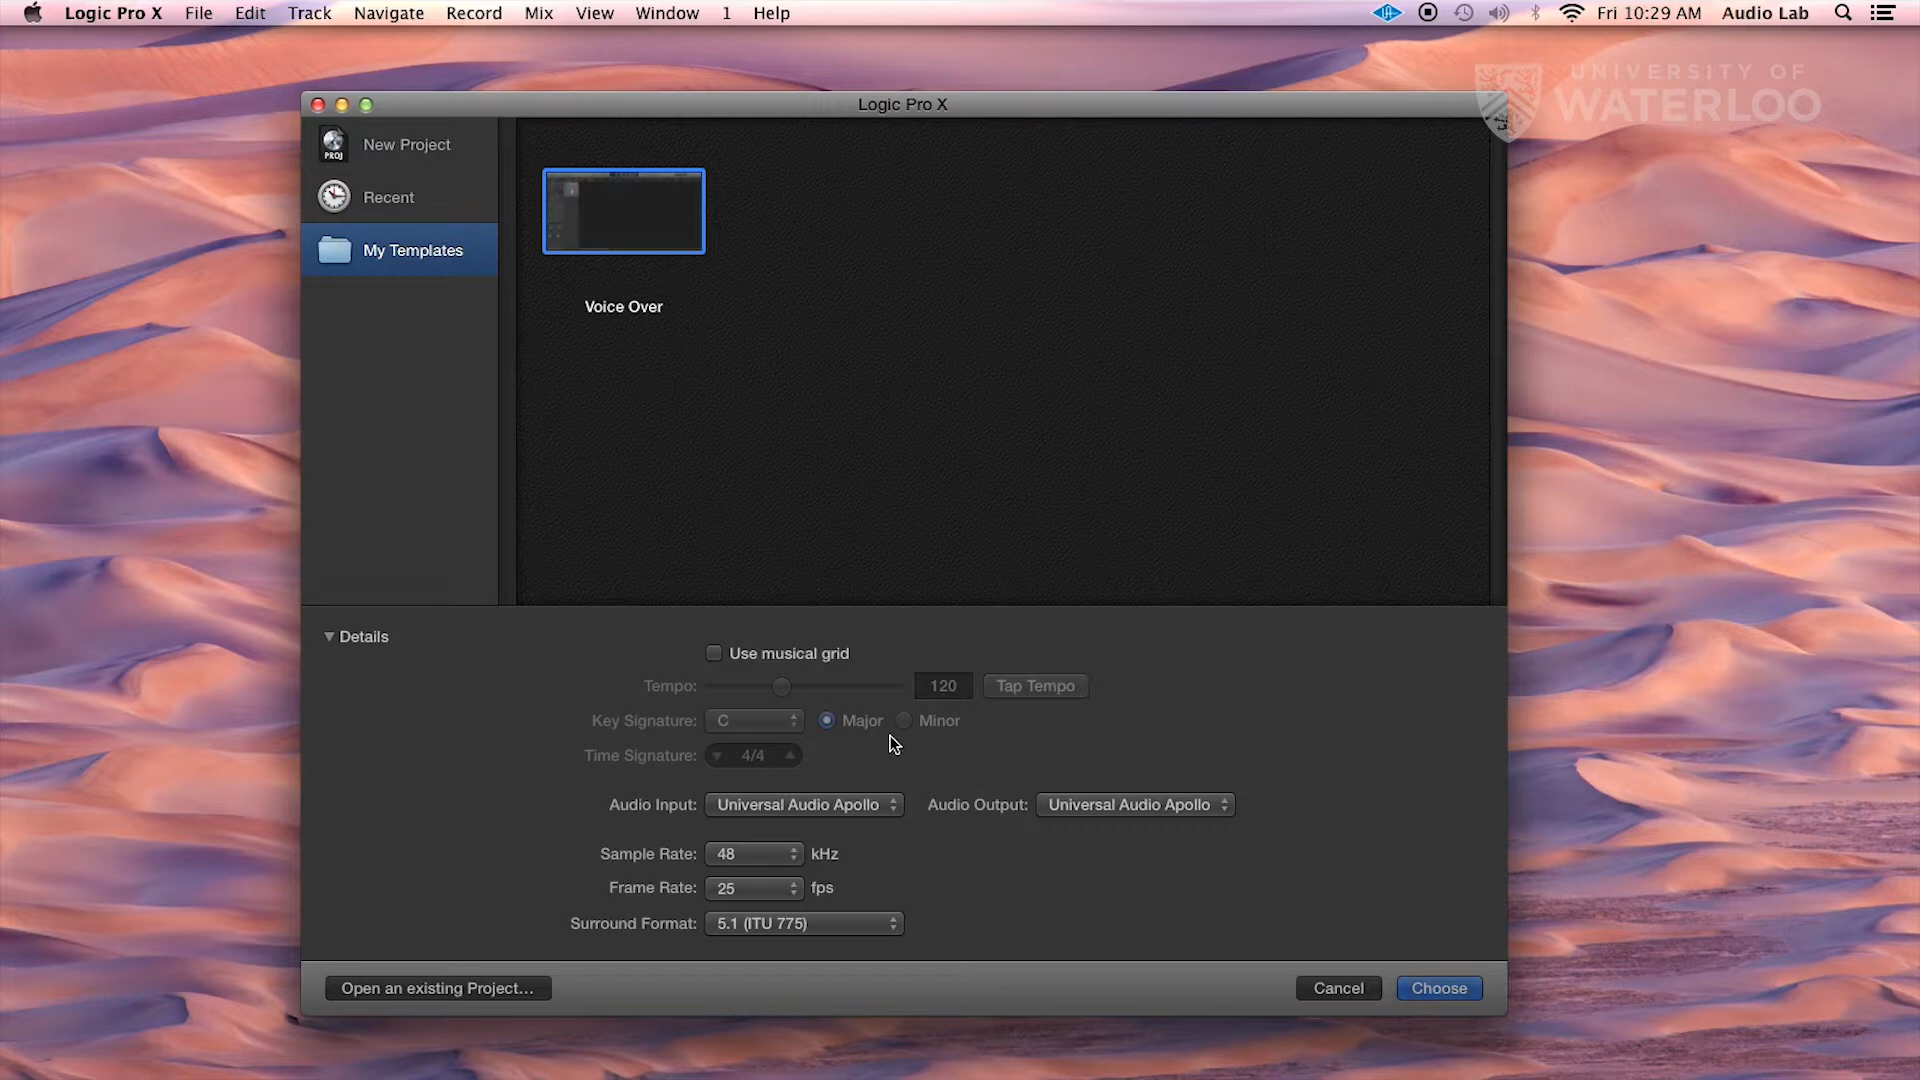 Logic Pro X File Edit Track Navigate Record Mix View Window 1 Help Fri 10:29 AM Audio Lab
UNIVERSITY OF
WATERLOO
Logic Pro X
PROJ
New Project
Recent
My Templates
Voice Over
Details
Use musical grid
Tempo: 120 Tap Tempo
Key Signature: C Major Minor
Time Signature: 4/4
Audio Input: Universal Audio Apollo Audio Output: Universal Audio Apollo
Sample Rate: 48 kHz
Frame Rate: 25 fps
Surround Format: 5.1 (ITU 775)
Open an existing Project... Cancel Choose